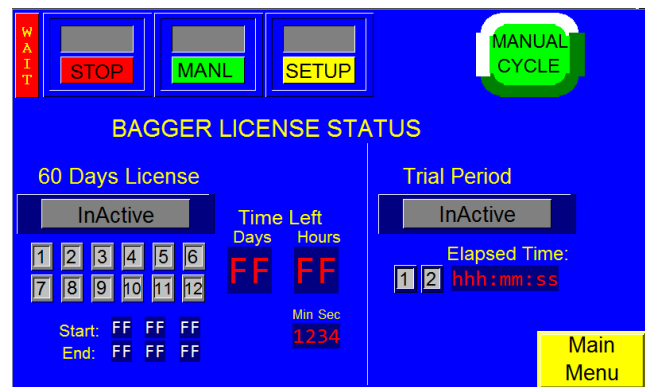 WAIT
STOP MANL SETUP
MANUAL
CYCLE
BAGGER LICENSE STATUS
60 Days License
InActive
Time Left
Days Hours
FF FF
1 2 3 4 5 6
7 8 9 10 11 12
Min Sec
1234
Start: FF FF FF
End: FF FF FF
Trial Period
InActive
Elapsed Time:
1 2 hhh:mm:ss
Main
Menu